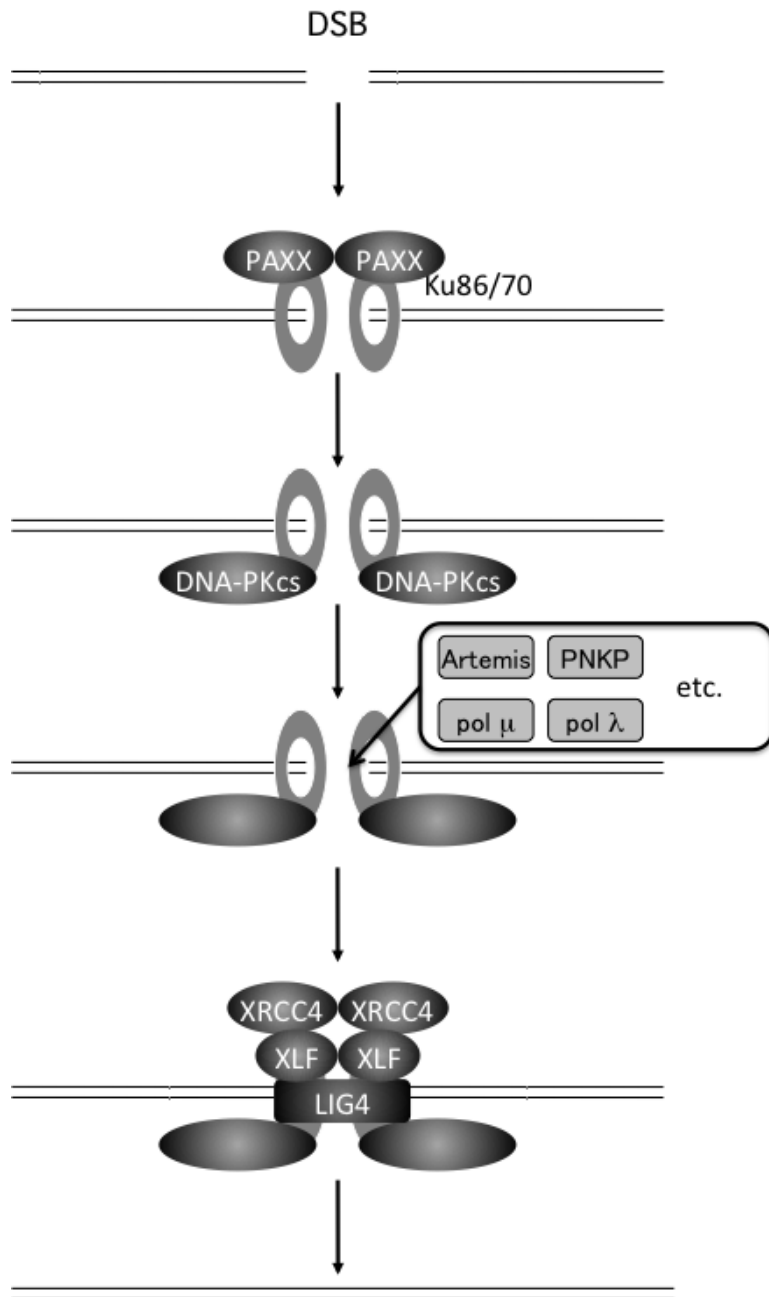 DSB
PAXX PAXX
Ku86/70
DNA-PKcs DNA-PKcs
Artemis PNKP
etc.
pol μ pol λ
XRCC4 XRCC4
XLF XLF
LIG4